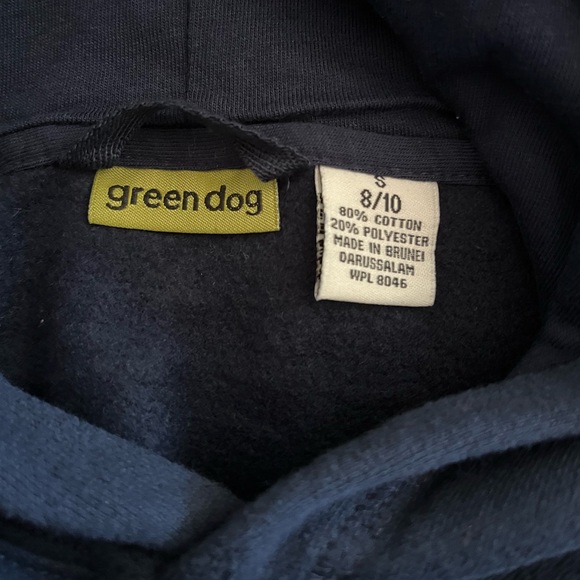 green dog
S
8/10
80% COTTON
20% POLYESTER
MADE IN BRUNEI
DARUSSALAM
WPL 8046